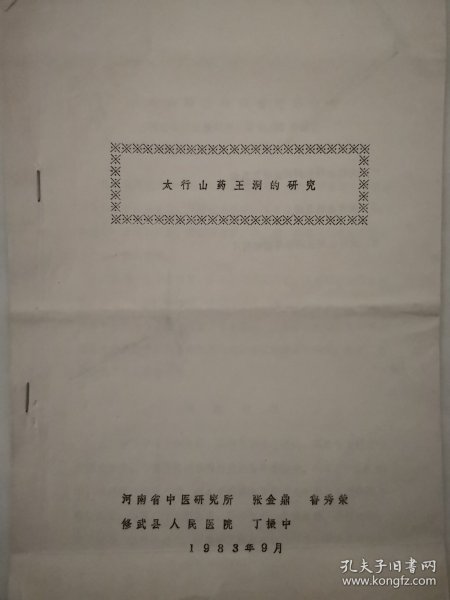 太行山药王洞的研究
河南省中医研究所 张金鼎 鲁秀荣
修武县人民医院 丁振中
1983年9月
孔夫子旧书网
www.kongfz.com